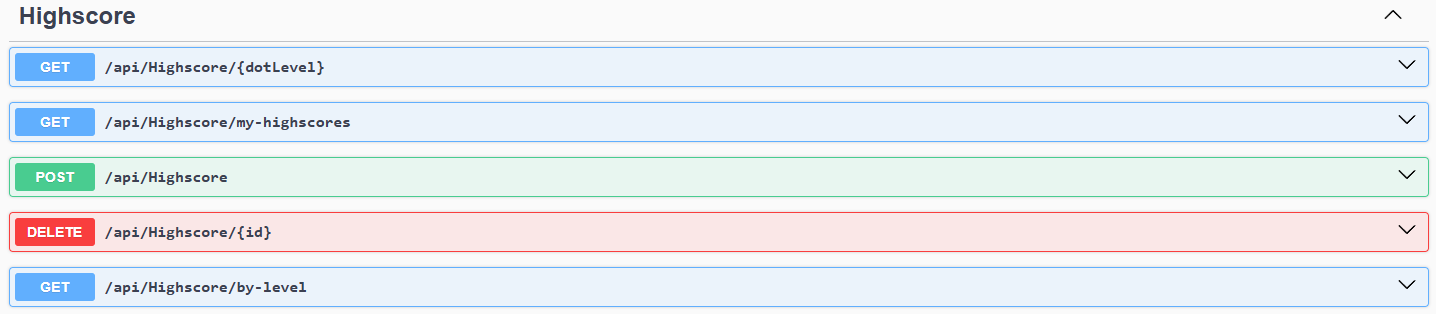 Highscore
GET /api/Highscore/{dotLevel}
GET /api/Highscore/my-highscores
POST /api/Highscore
DELETE /api/Highscore/{id}
GET /api/Highscore/by-level